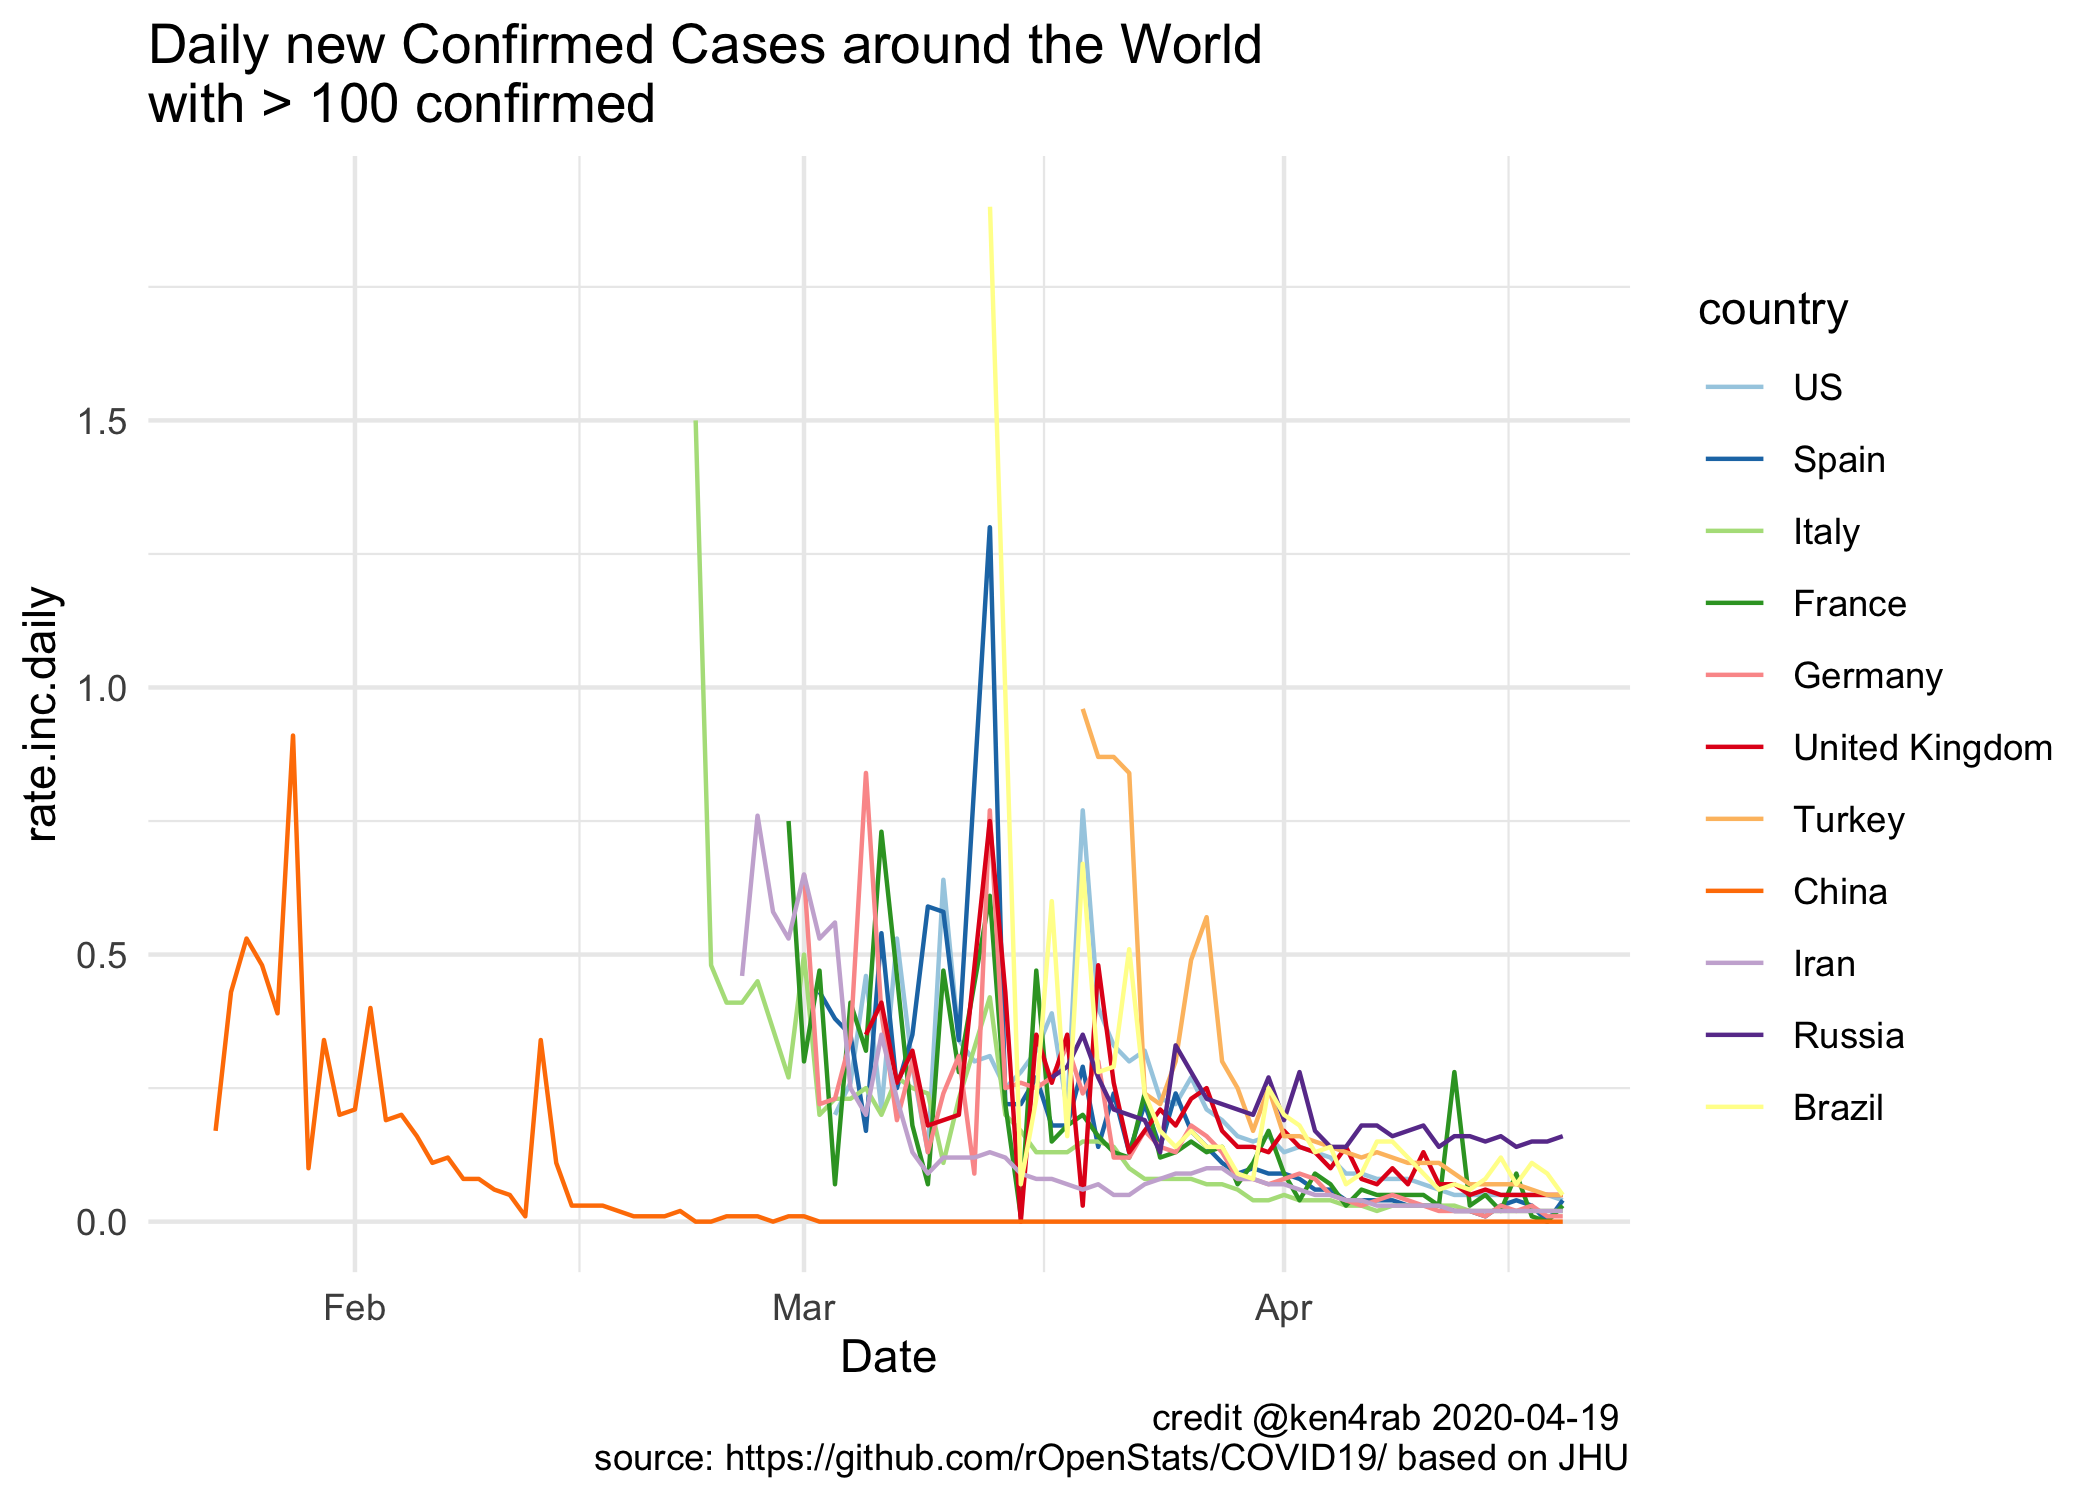 Daily new Confirmed Cases around the World
with > 100 confirmed
rate.inc.daily
1.5
1.0
0.5
0.0
Feb
Mar
Apr
Date
country
US
Spain
Italy
France
Germany
United Kingdom
Turkey
China
Iran
Russia
Brazil
credit @ken4rab 2020-04-19
source: https://github.com/rOpenStats/COVID19/ based on JHU